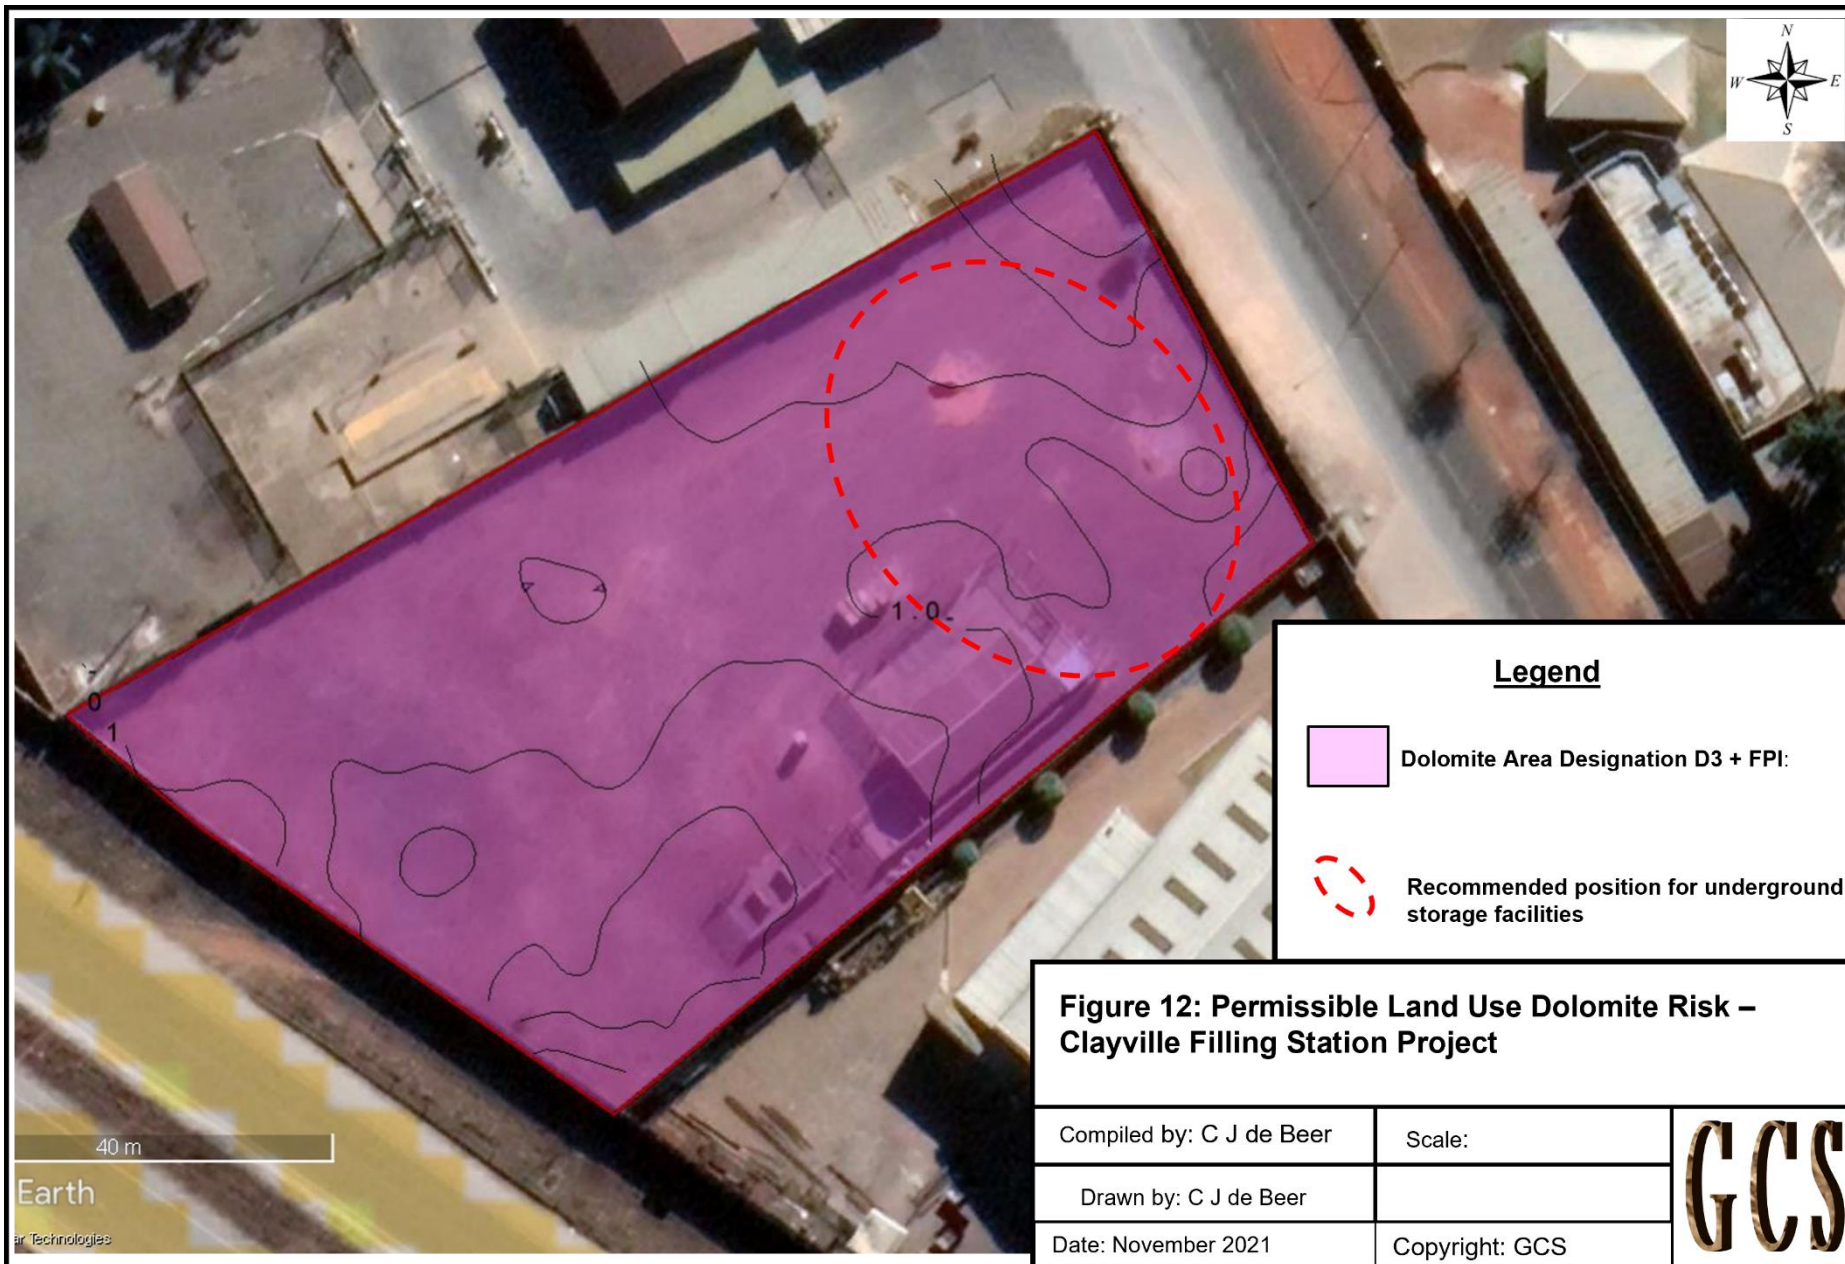 N
W E
S
1.0
0
1
40 m
Earth
ar Technologies
Legend
Dolomite Area Designation D3 + FPI:
Recommended position for underground
storage facilities
Figure 12: Permissible Land Use Dolomite Risk –
Clayville Filling Station Project
Compiled by: C J de Beer
Scale:
Drawn by: C J de Beer
Date: November 2021
Copyright: GCS
GCS